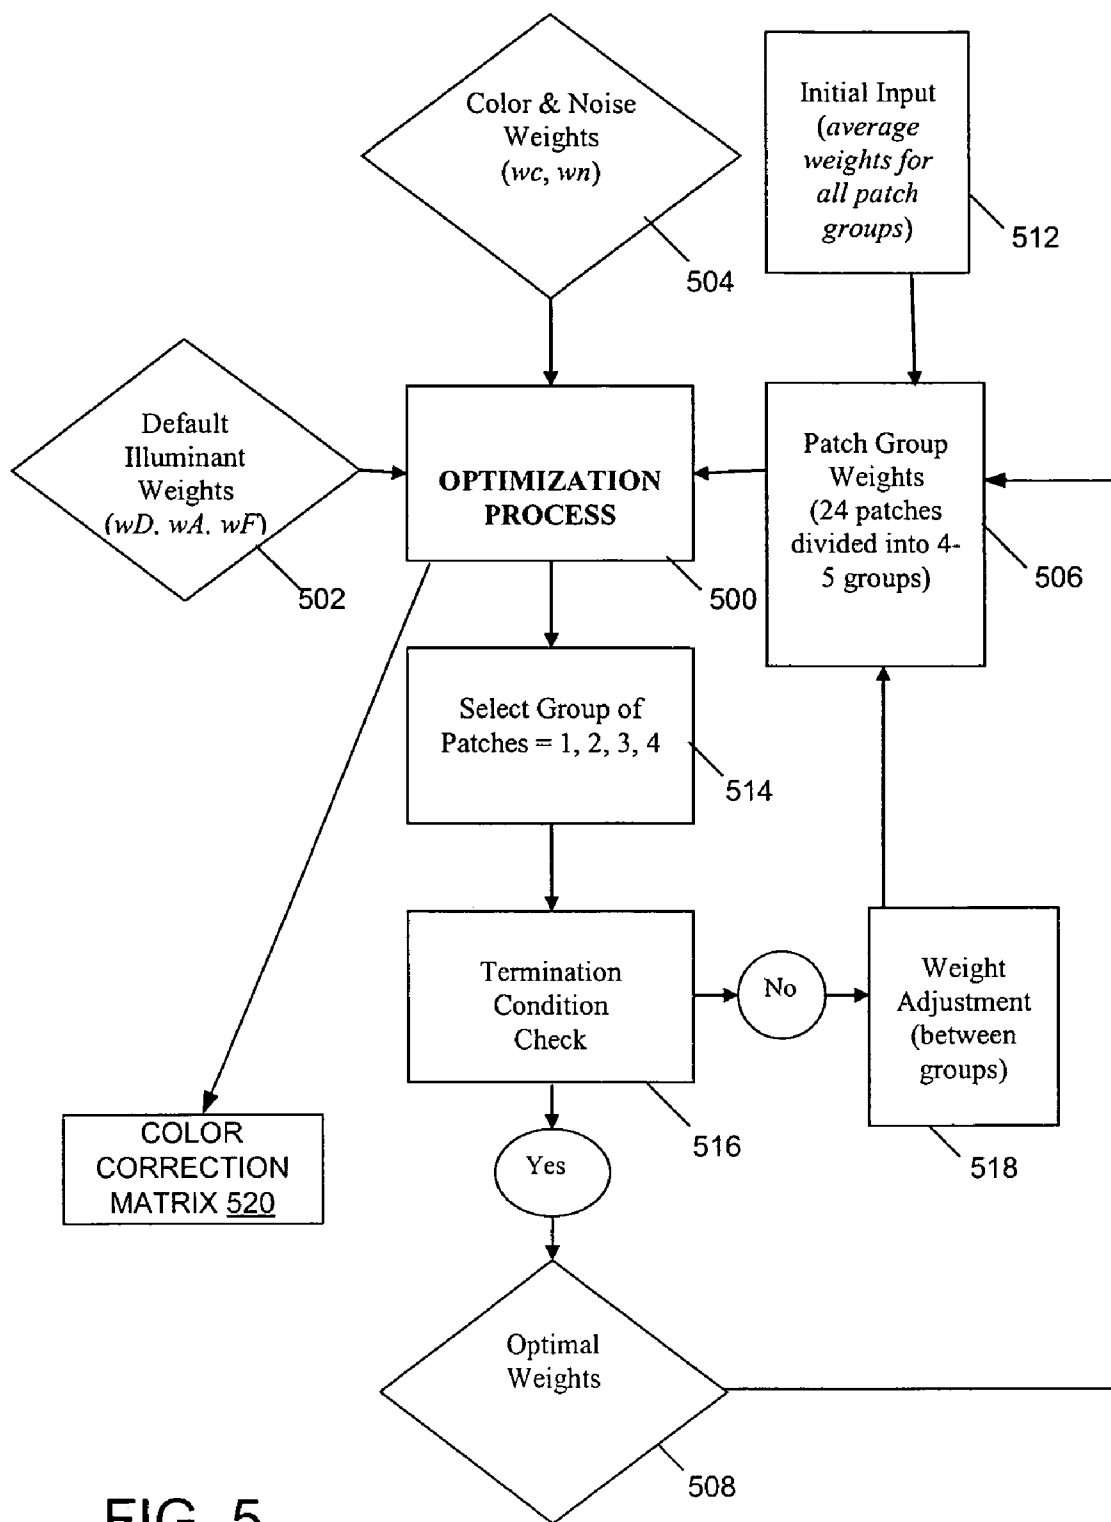 Color & Noise
Weights
(wc, wn)
504
Initial Input
(average
weights for
all patch
groups)
512
Default
Illuminant
Weights
(wD, wA, wF)
502
OPTIMIZATION
PROCESS
500
Patch Group
Weights
(24 patches
divided into 4-
5 groups)
506
Select Group of
Patches = 1, 2, 3, 4
514
Termination
Condition
Check
516
No
Weight
Adjustment
(between
groups)
518
COLOR
CORRECTION
MATRIX 520
Yes
Optimal
Weights
508
FIG. 5